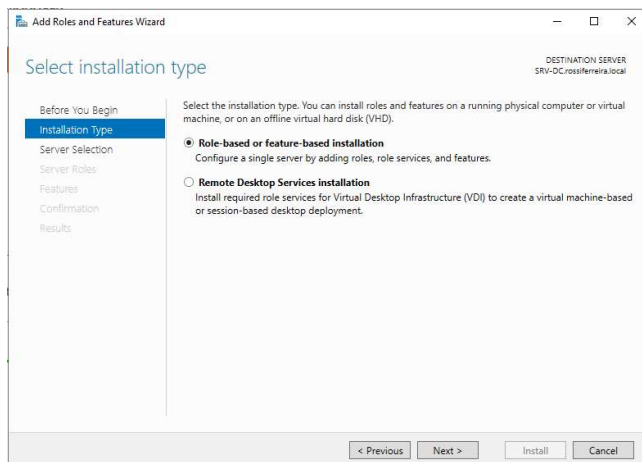 Add Roles and Features Wizard
Select installation type
DESTINATION SERVER
SRV-DC.rossiferreira.local
Before You Begin
Installation Type
Server Selection
Server Roles
Features
Confirmation
Results
Select the installation type. You can install roles and features on a running physical computer or virtual
machine, or on an offline virtual hard disk (VHD).
Role-based or feature-based installation
Configure a single server by adding roles, role services, and features.
Remote Desktop Services installation
Install required role services for Virtual Desktop Infrastructure (VDI) to create a virtual machine-based
or session-based desktop deployment.
< Previous
Next >
Install
Cancel